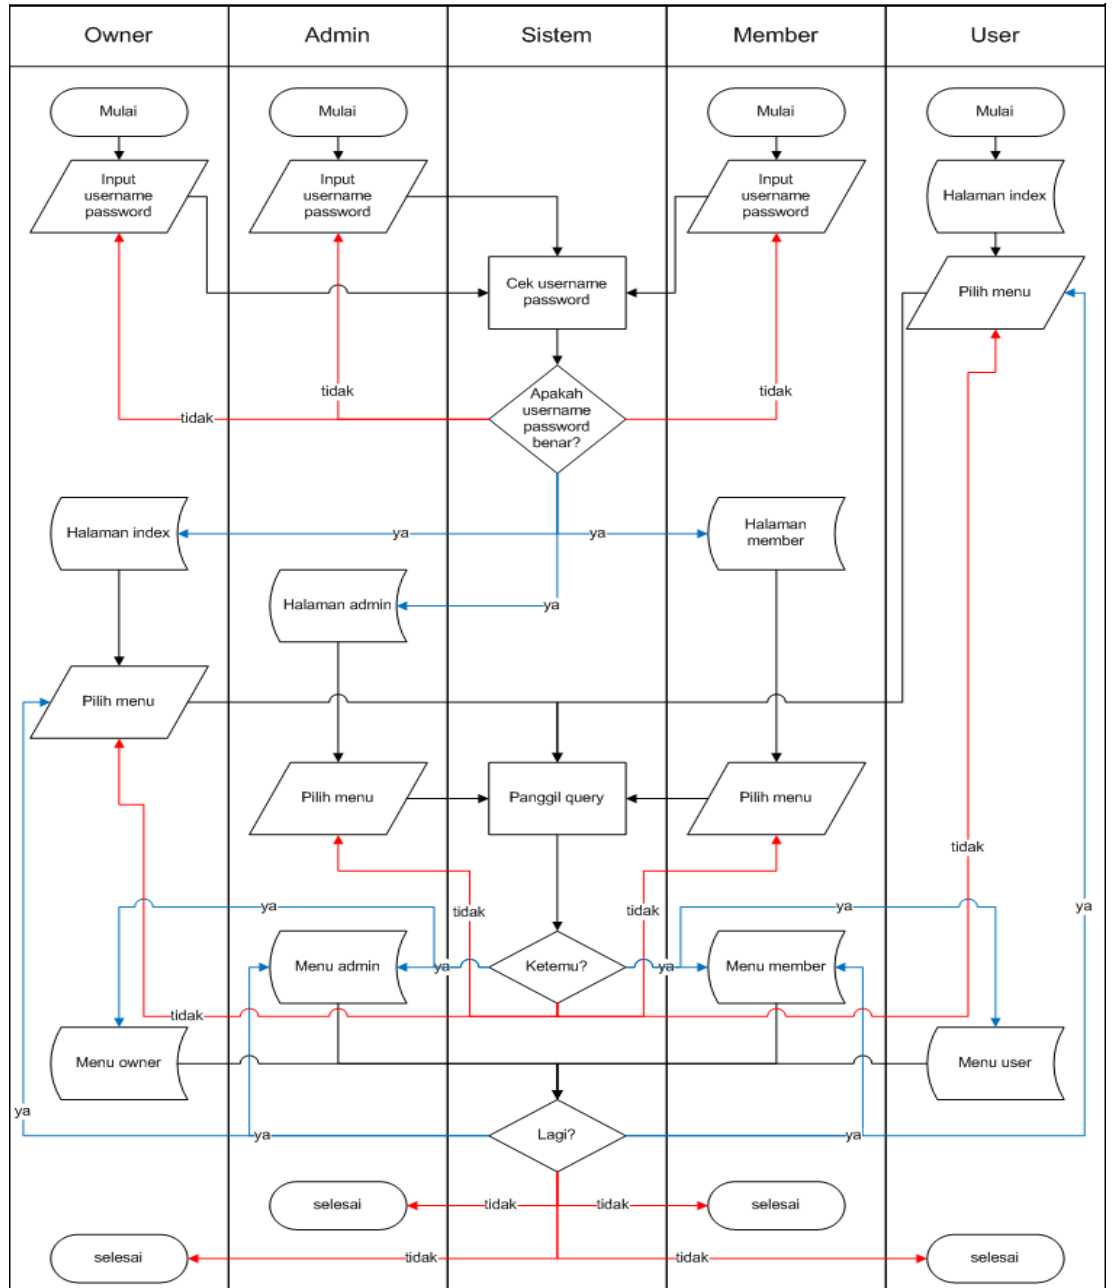 Owner
Admin
Sistem
Member
User
Mulai
Mulai
Mulai
Mulai
Input
username
password
Input
username
password
Input
username
password
Halaman index
Cek username
password
Pilih menu
tidak
tidak
tidak
Apakah
username
password
benar?
Halaman index
ya
ya
Halaman
member
Halaman admin
ya
ya
Pilih menu
Pilih menu
Panggil query
Pilih menu
tidak
ya
tidak
tidak
ya
ya
Menu admin
ya
Ketemu?
ya
Menu member
tidak
Menu owner
Menu user
ya
ya
Lagi?
ya
selesai
tidak
tidak
selesai
selesai
tidak
tidak
selesai